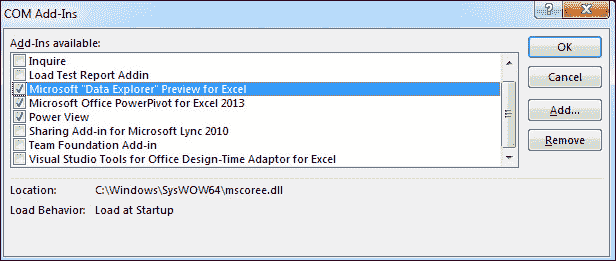 COM Add-Ins
Add-Ins available:
Inquire
Load Test Report Addin
Microsoft "Data Explorer" Preview for Excel
Microsoft Office PowerPivot for Excel 2013
Power View
Sharing Add-in for Microsoft Lync 2010
Team Foundation Add-in
Visual Studio Tools for Office Design-Time Adaptor for Excel
OK
Cancel
Add...
Remove
Location: C:\Windows\SysWOW64\mscoree.dll
Load Behavior: Load at Startup